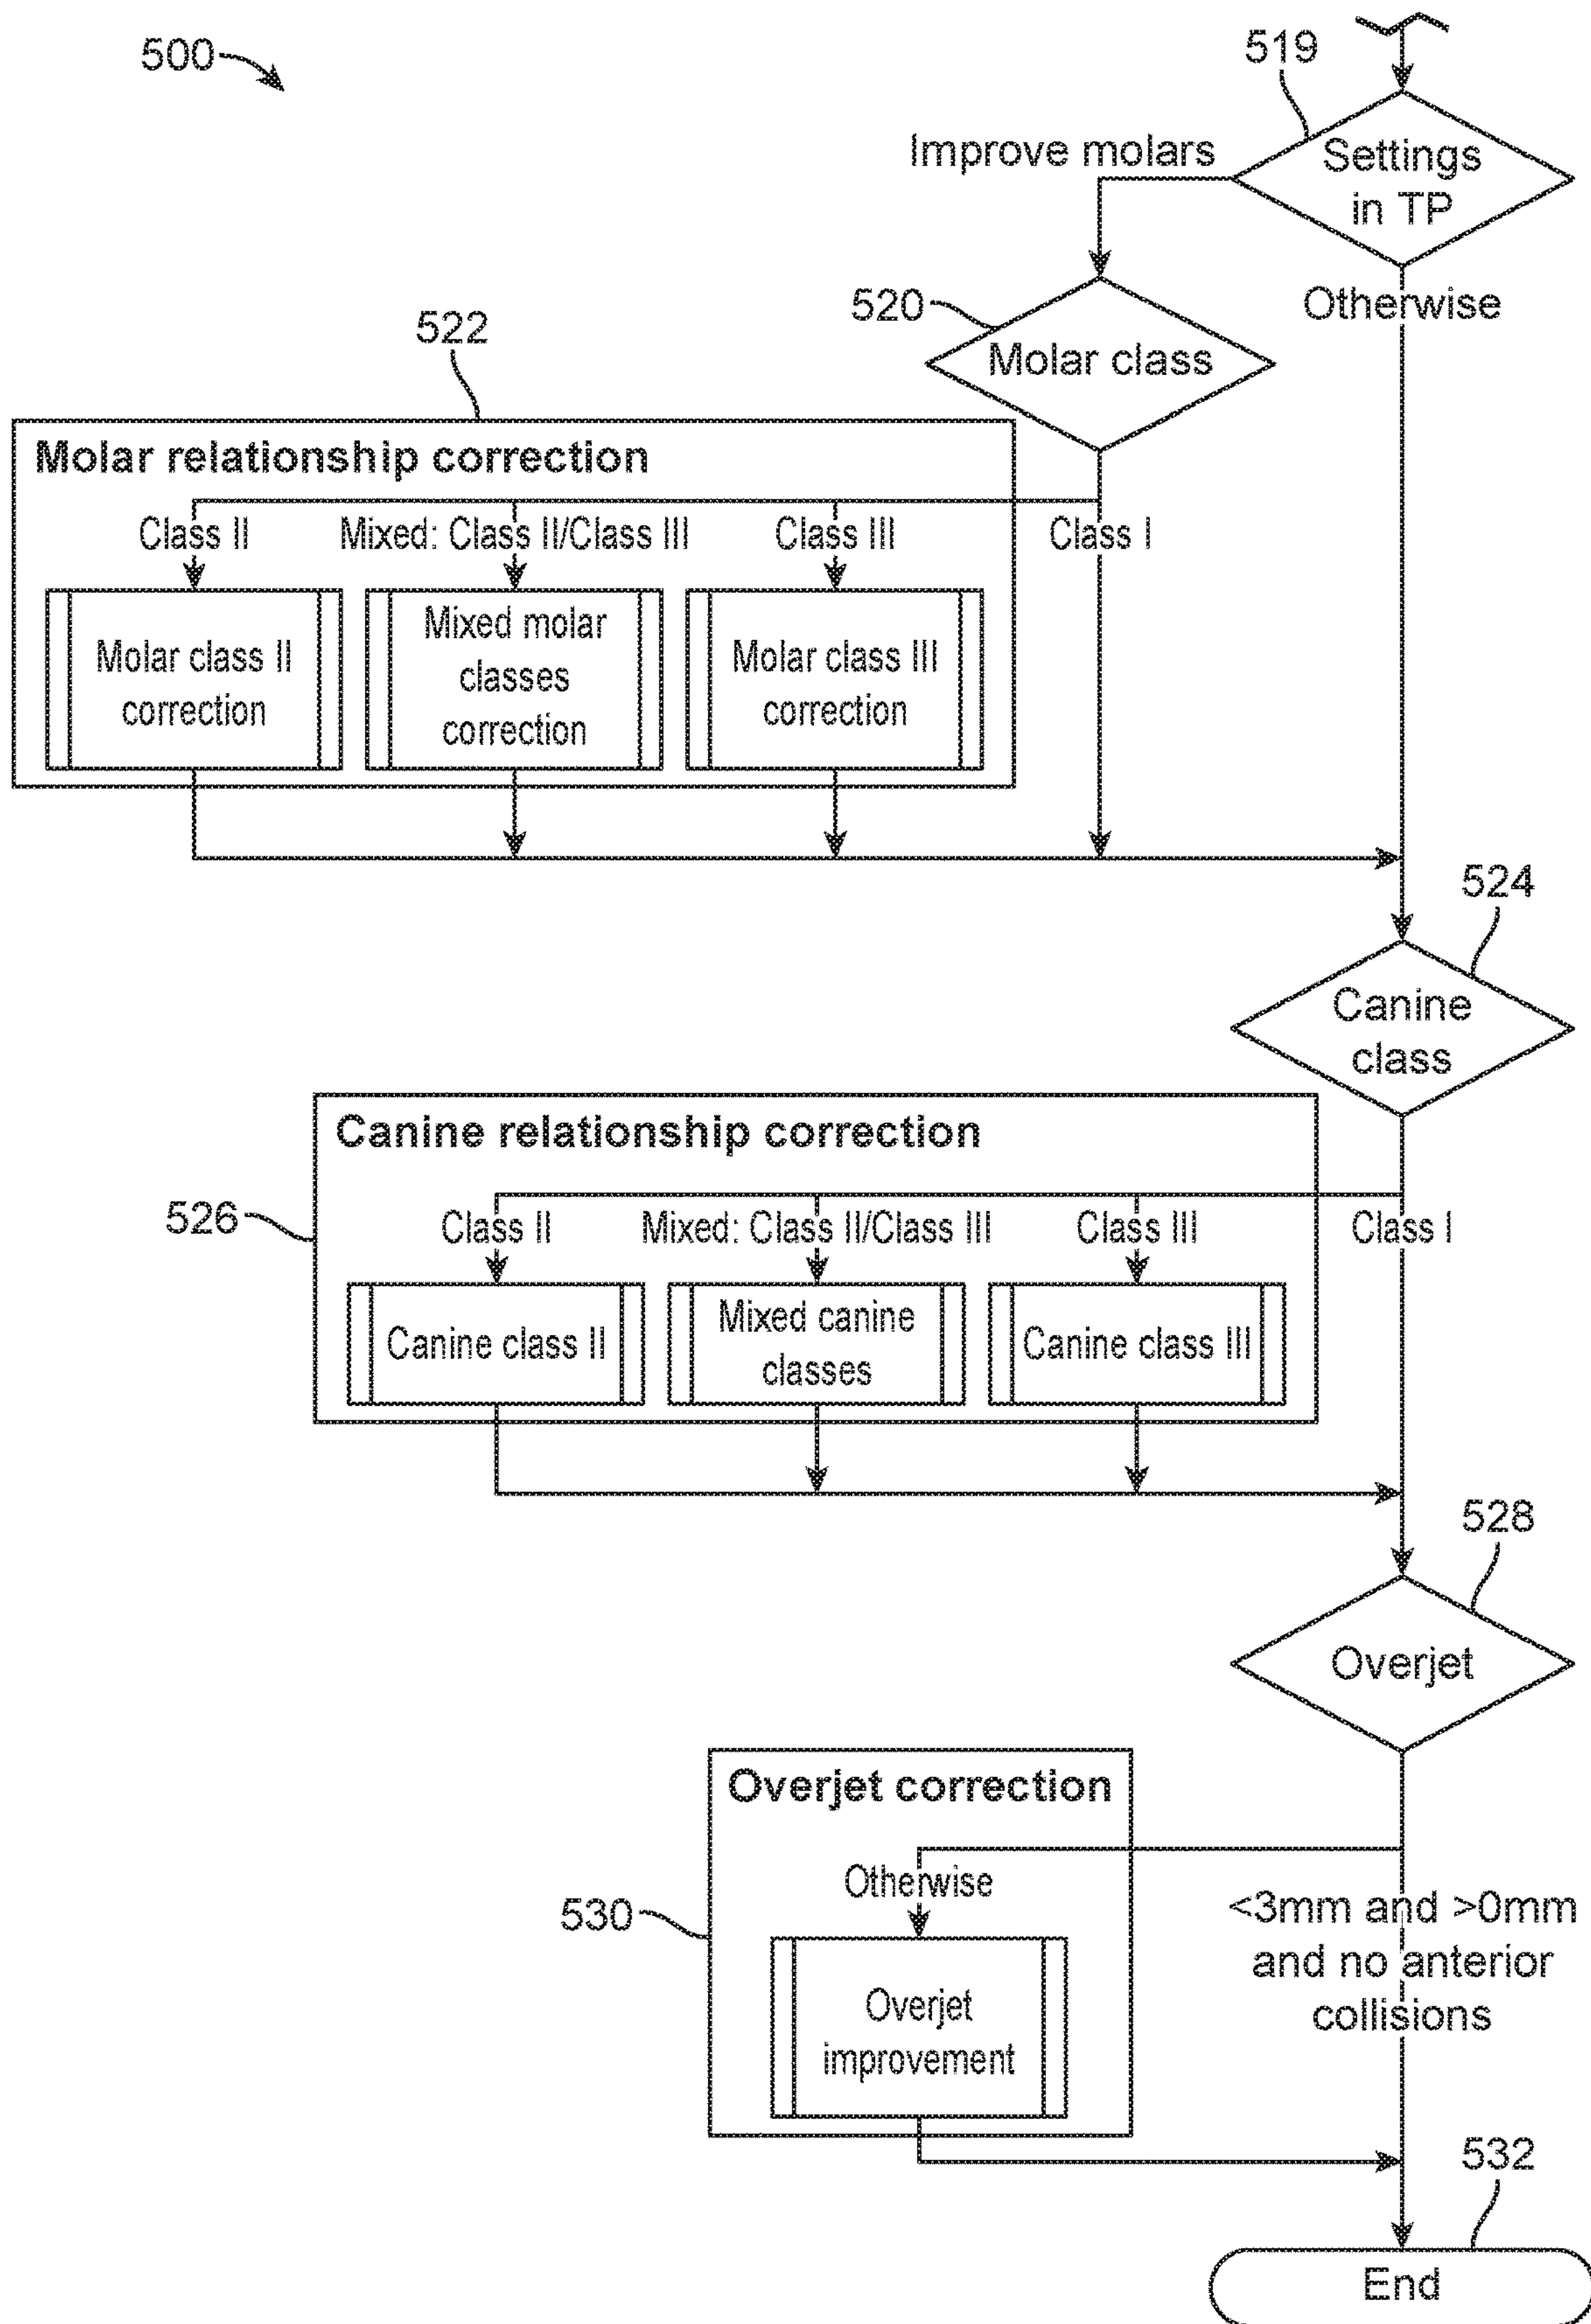 500
519
Settings
in TP
Improve molars
Otherwise
520
Molar class
522
Molar relationship correction
Class II
Mixed: Class II/Class III
Class III
Class I
Molar class II
correction
Mixed molar
classes
correction
Molar class III
correction
524
Canine
class
Canine relationship correction
526
Class II
Mixed: Class II/Class III
Class III
Class I
Canine class II
Mixed canine
classes
Canine class III
528
Overjet
Overjet correction
Otherwise
530
Overjet
improvement
<3mm and >0mm
and no anterior
collisions
532
End